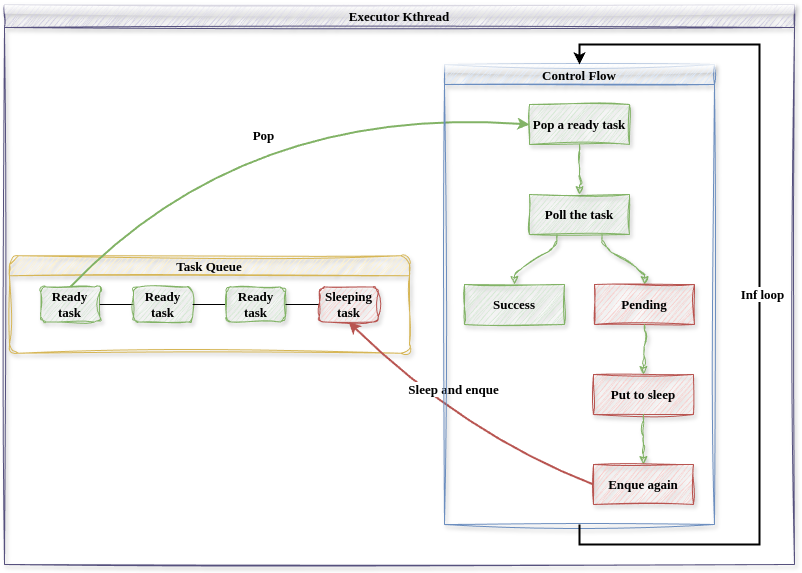 Executor Kthread
Control Flow
Pop a ready task
Pop
Poll the task
Task Queue
Ready
task
Ready
task
Ready
task
Sleeping
task
Success
Pending
Inf loop
Sleep and enque
Put to sleep
Enque again